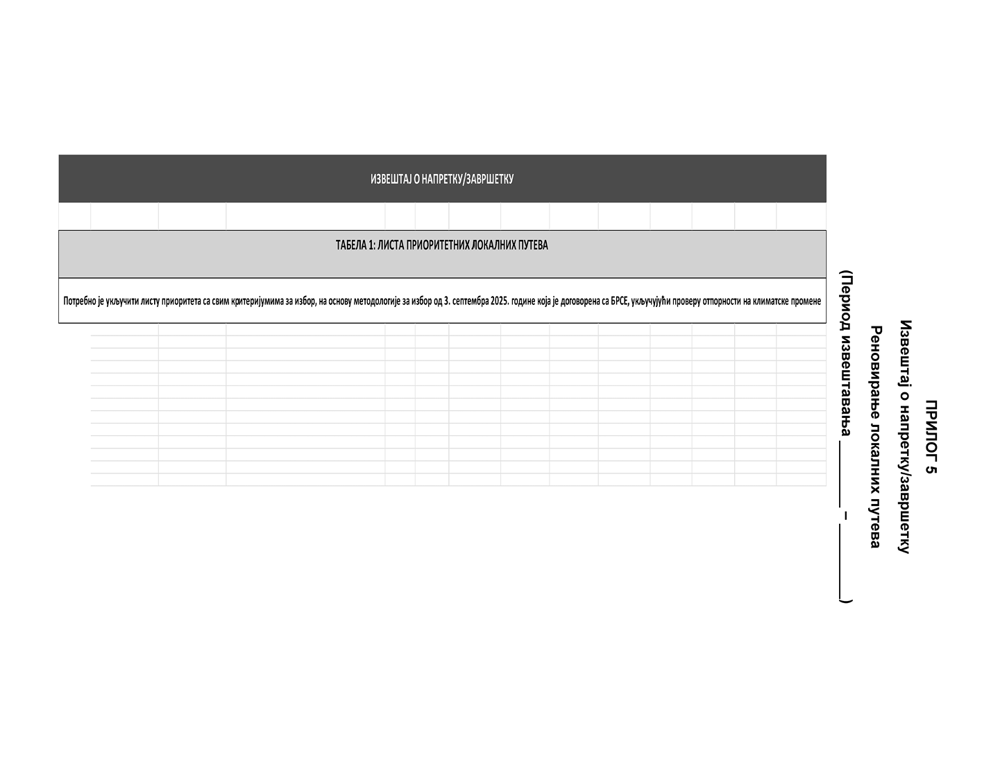 ПРИЛОГ 5
Извештај о напретку/завршетку
Реновирање локалних путева
(Период извештавања _________ – _________)
ИЗВЕШТАЈ О НАПРЕТКУ/ЗАВРШЕТКУ
ТАБЕЛА 1: ЛИСТА ПРИОРИТЕТНИХ ЛОКАЛНИХ ПУТЕВА
Потребно је укључити листу приоритета са свим критеријумима за избор, на основу методологије за избор од 3. септембра 2025. године која је договорена са БРСЕ, укључујући проверу отпорности на климатске промене